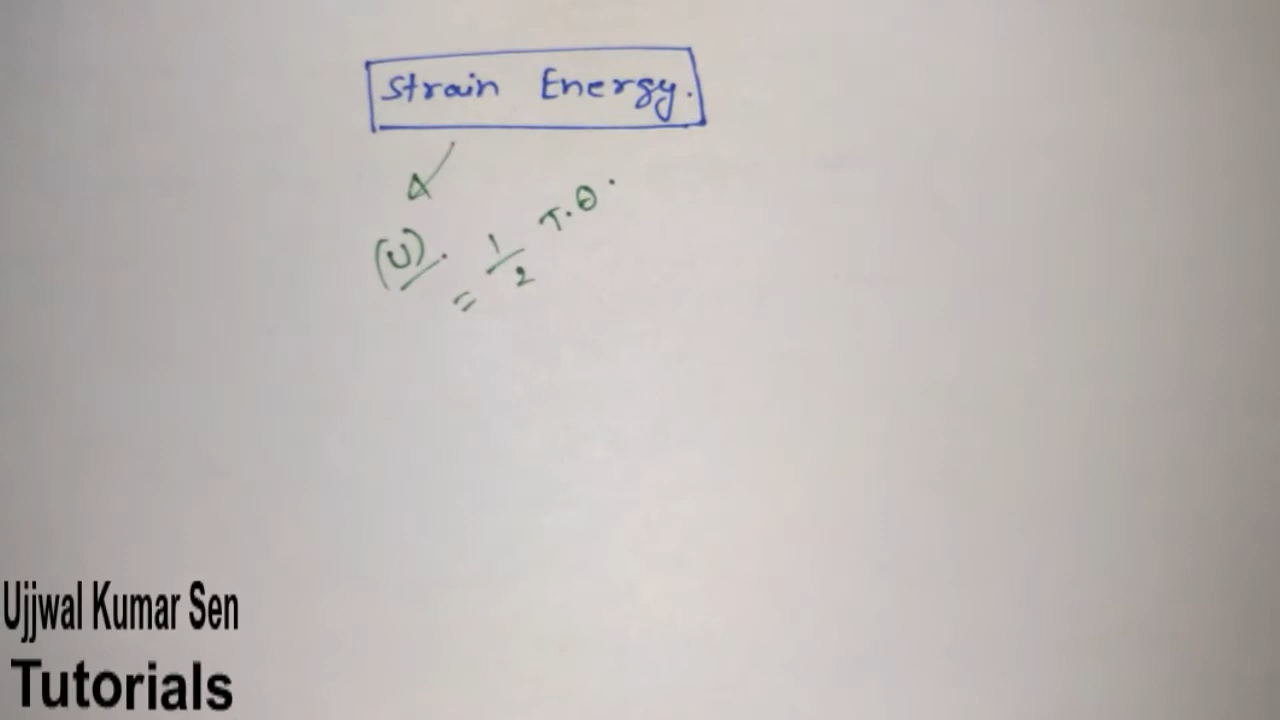 Strain Energy.
(U). = 1/2 T.θ.
Ujjwal Kumar Sen
Tutorials